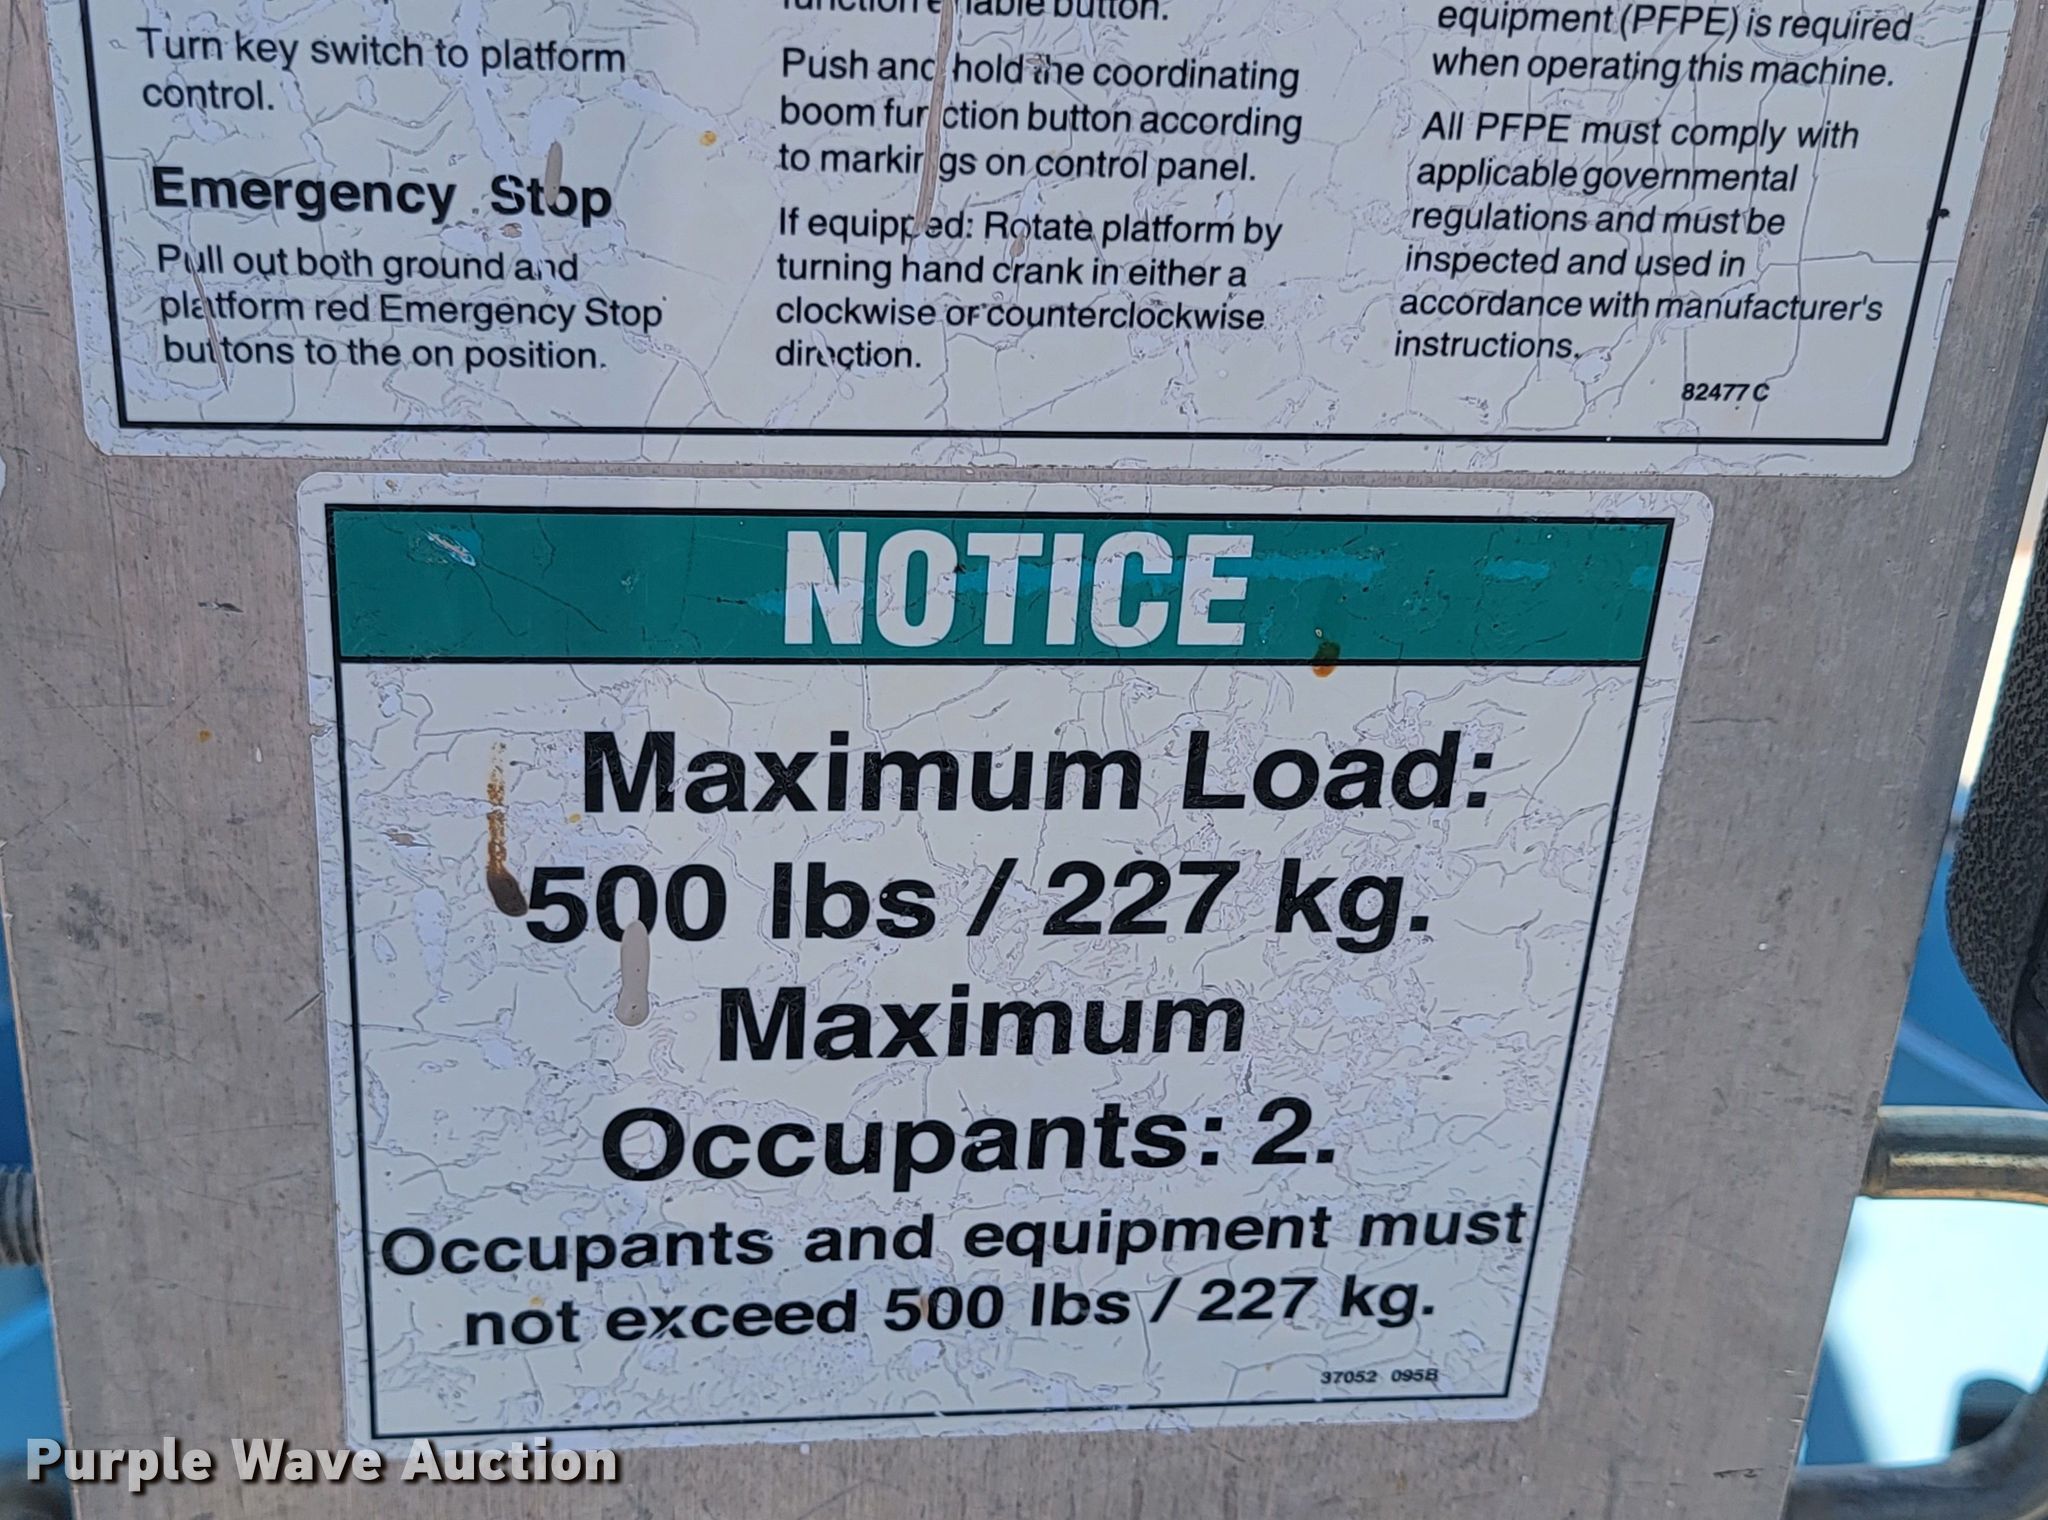 Turn key switch to platform
control.
Emergency Stop
Pull out both ground and
platform red Emergency Stop
buttons to the on position.
function enable button.
Push and hold the coordinating
boom function button according
to markings on control panel.
If equipped: Rotate platform by
turning hand crank in either a
clockwise or counterclockwise
direction.
equipment (PFPE) is required
when operating this machine.
All PFPE must comply with
applicable governmental
regulations and must be
inspected and used in
accordance with manufacturer's
instructions.
82477 C
NOTICE
Maximum Load:
500 lbs / 227 kg.
Maximum
Occupants: 2.
Occupants and equipment must
not exceed 500 lbs / 227 kg.
37052 095B
Purple Wave Auction